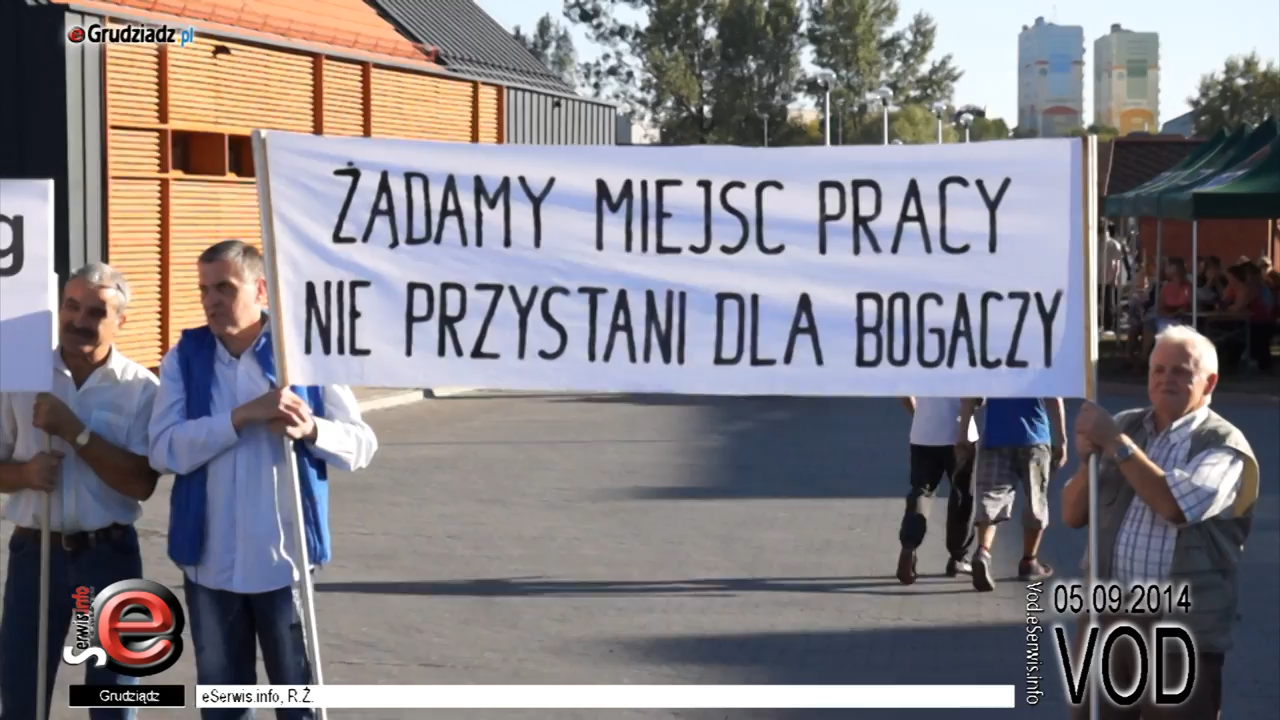 eGrudziadz.pl
g
ŻĄDAMY MIEJSC PRACY
NIE PRZYSTANI DLA BOGACZY
eSerwis.info
Grudziądz
eSerwis.info, R.Ż.
Vod.eSerwis.info
05.09.2014
VOD